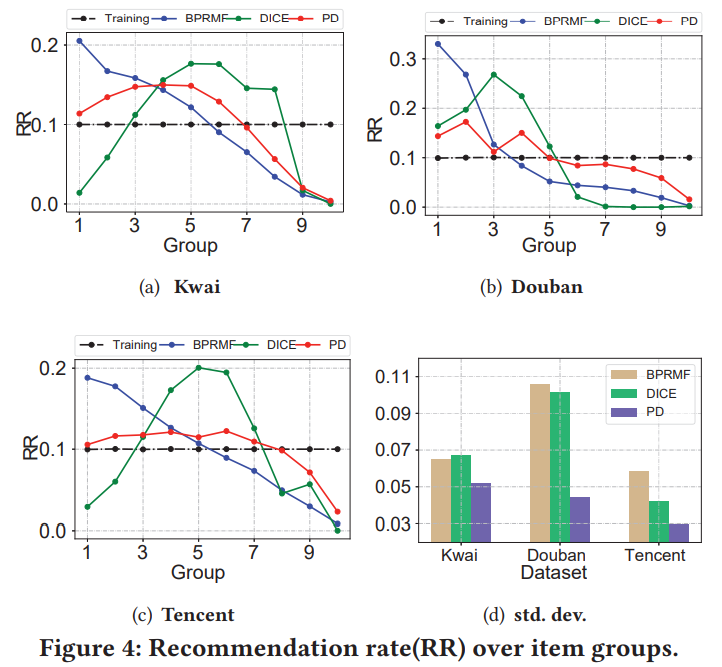 Training BPRMF DICE PD
0.2
0.1
0.0
RR
1 3 5 7 9
Group
(a) Kwai
Training BPRMF DICE PD
0.3
0.2
0.1
0.0
RR
1 3 5 7 9
Group
(b) Douban
Training BPRMF DICE PD
0.2
0.1
0.0
RR
1 3 5 7 9
Group
(c) Tencent
BPRMF
DICE
PD
0.11
0.09
0.07
0.05
0.03
Kwai Douban Tencent
Dataset
(d) std. dev.
Figure 4: Recommendation rate(RR) over item groups.